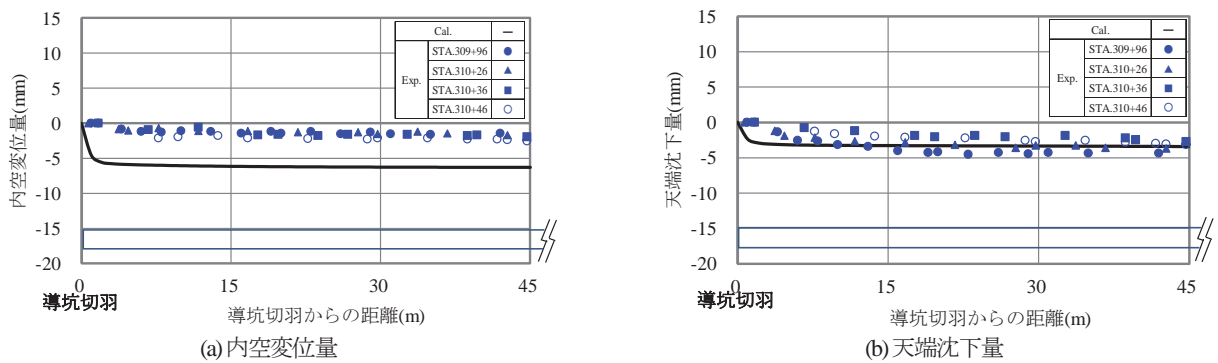 15
10
5
0
-5
-10
-15
-20
内空変位量(mm)
Cal.
Exp.
STA.309+96
STA.310+26
STA.310+36
STA.310+46
0
15
30
45
導坑切羽
導坑切羽からの距離(m)
(a)内空変位量
15
10
5
0
-5
-10
-15
-20
天端沈下量(mm)
Cal.
Exp.
STA.309+96
STA.310+26
STA.310+36
STA.310+46
0
15
30
45
導坑切羽
導坑切羽からの距離(m)
(b)天端沈下量